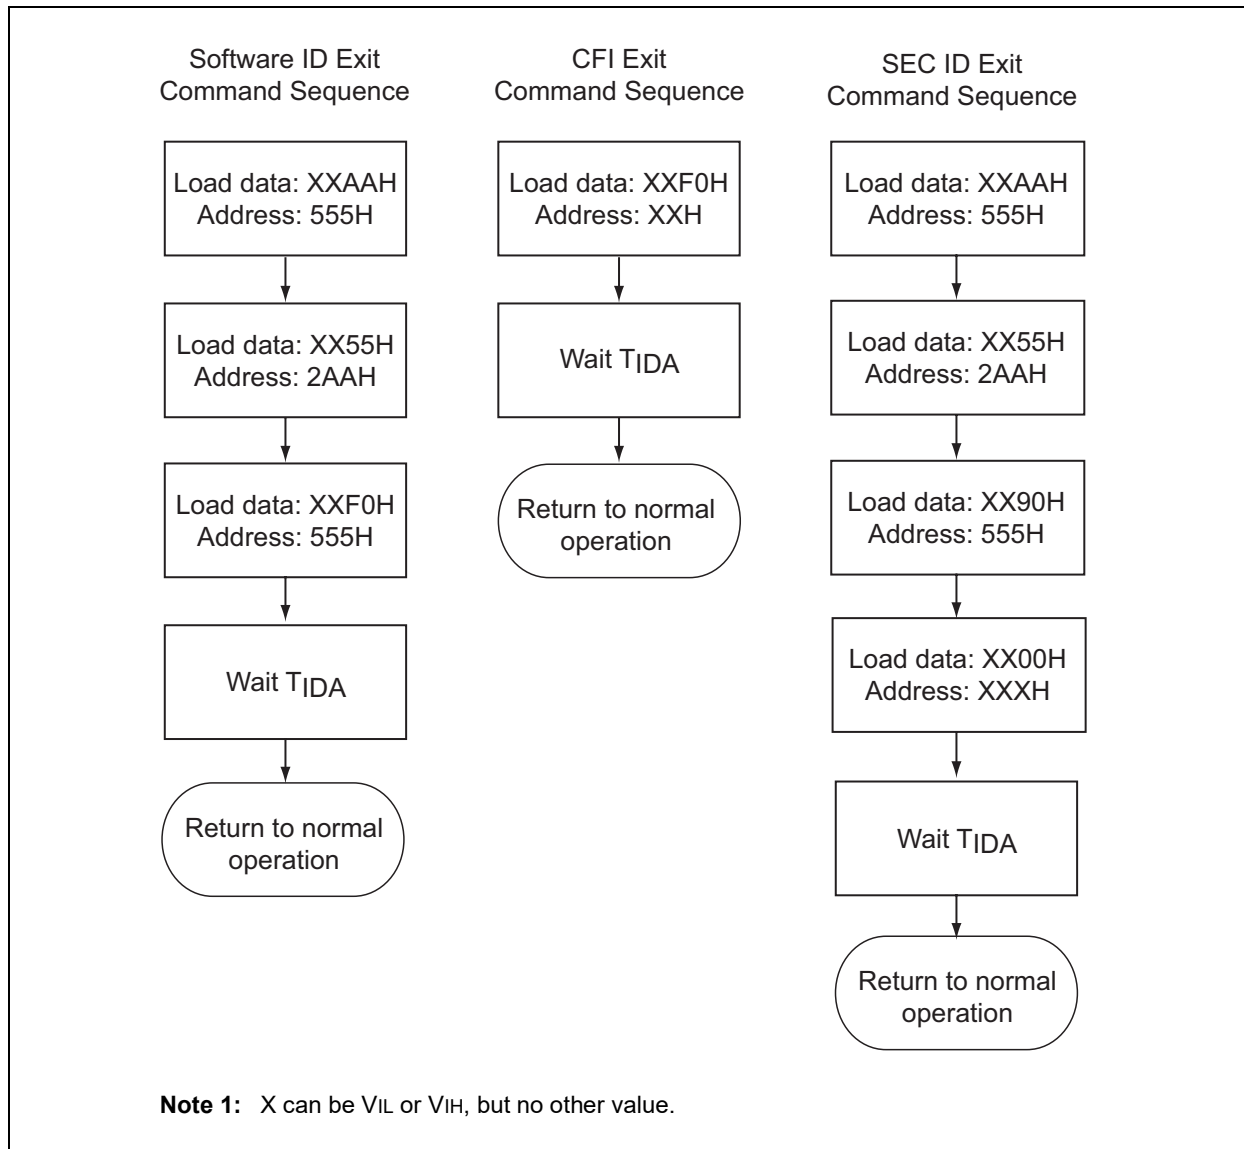 Software ID Exit
Command Sequence
Load data: XXAAH
Address: 555H
Load data: XX55H
Address: 2AAH
Load data: XXF0H
Address: 555H
Wait TIDA
Return to normal
operation
CFI Exit
Command Sequence
Load data: XXF0H
Address: XXH
Wait TIDA
Return to normal
operation
SEC ID Exit
Command Sequence
Load data: XXAAH
Address: 555H
Load data: XX55H
Address: 2AAH
Load data: XX90H
Address: 555H
Load data: XX00H
Address: XXXH
Wait TIDA
Return to normal
operation
Note 1: X can be VIL or VIH, but no other value.